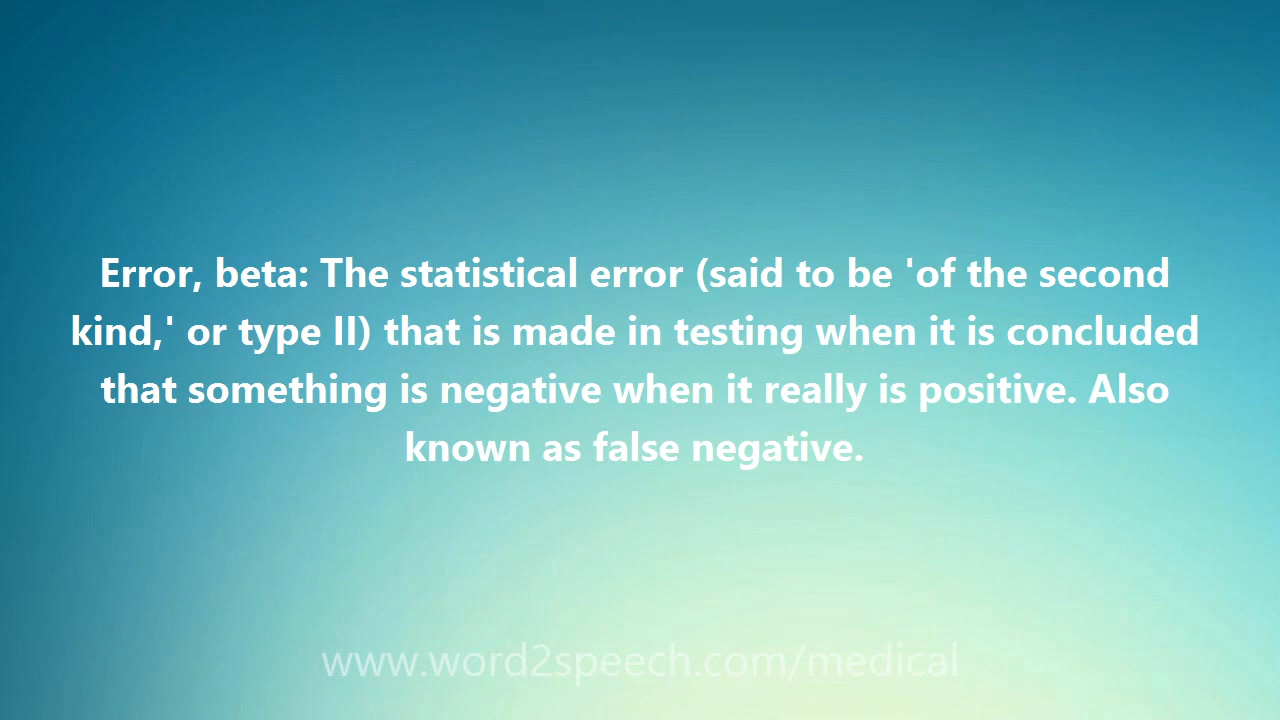 Error, beta: The statistical error (said to be 'of the second
kind,' or type II) that is made in testing when it is concluded
that something is negative when it really is positive. Also
known as false negative.
www.word2speech.com/medical